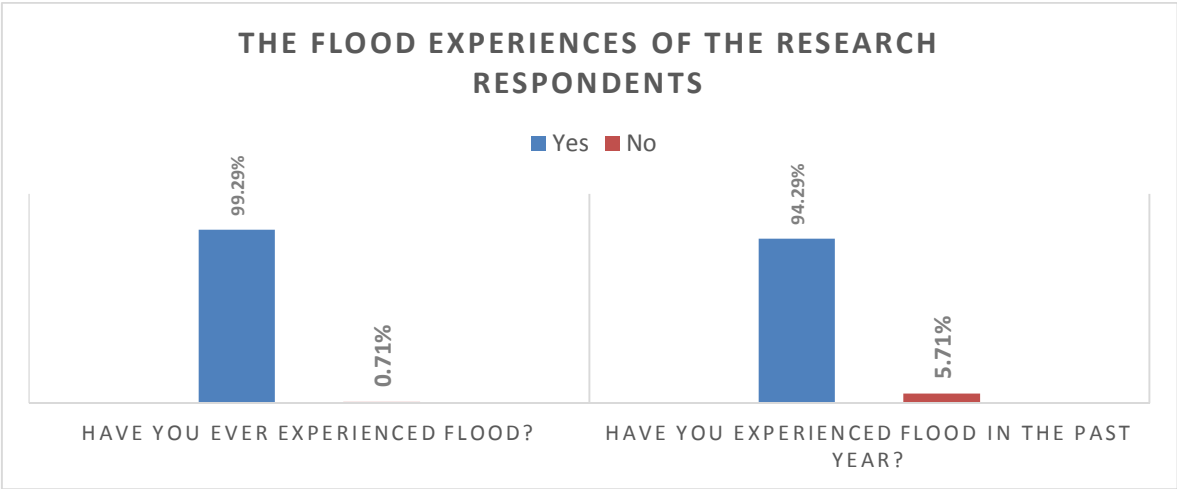 THE FLOOD EXPERIENCES OF THE RESEARCH
RESPONDENTS
Yes No
99.29%
0.71%
94.29%
5.71%
HAVE YOU EVER EXPERIENCED FLOOD?
HAVE YOU EXPERIENCED FLOOD IN THE PAST
YEAR?